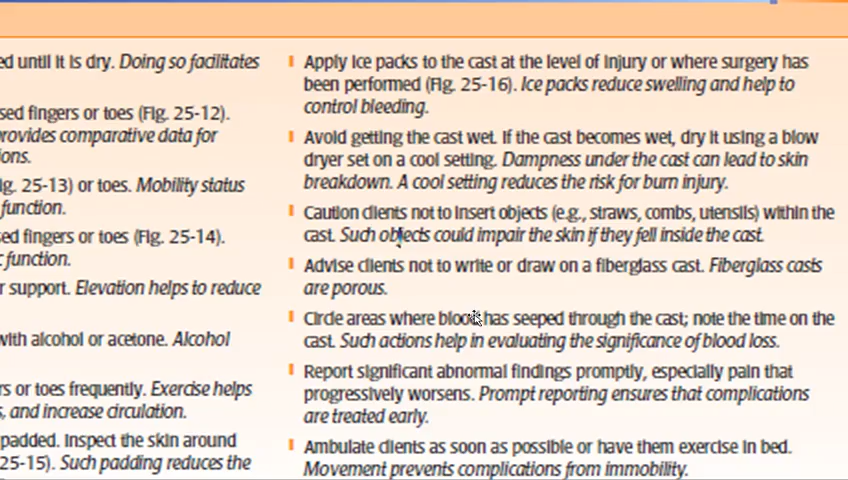 ed until it is dry. Doing so facilitates
sed fingers or toes (Fig. 25-12).
provides comparative data for
ions.
ig. 25-13) or toes. Mobility status
function.
sed fingers or toes (Fig. 25-14).
c function.
r support. Elevation helps to reduce
with alcohol or acetone. Alcohol
rs or toes frequently. Exercise helps
s, and increase circulation.
padded. Inspect the skin around
25-15). Such padding reduces the
Apply ice packs to the cast at the level of injury or where surgery has
been performed (Fig. 25-16). Ice packs reduce swelling and help to
control bleeding.
Avoid getting the cast wet. If the cast becomes wet, dry it using a blow
dryer set on a cool setting. Dampness under the cast can lead to skin
breakdown. A cool setting reduces the risk for burn injury.
Caution clients not to insert objects (e.g., straws, combs, utensils) within the
cast. Such objects could impair the skin if they fell inside the cast.
Advise clients not to write or draw on a fiberglass cast. Fiberglass casts
are porous.
Circle areas where blood has seeped through the cast; note the time on the
cast. Such actions help in evaluating the significance of blood loss.
Report significant abnormal findings promptly, especially pain that
progressively worsens. Prompt reporting ensures that complications
are treated early.
Ambulate clients as soon as possible or have them exercise in bed.
Movement prevents complications from immobility.